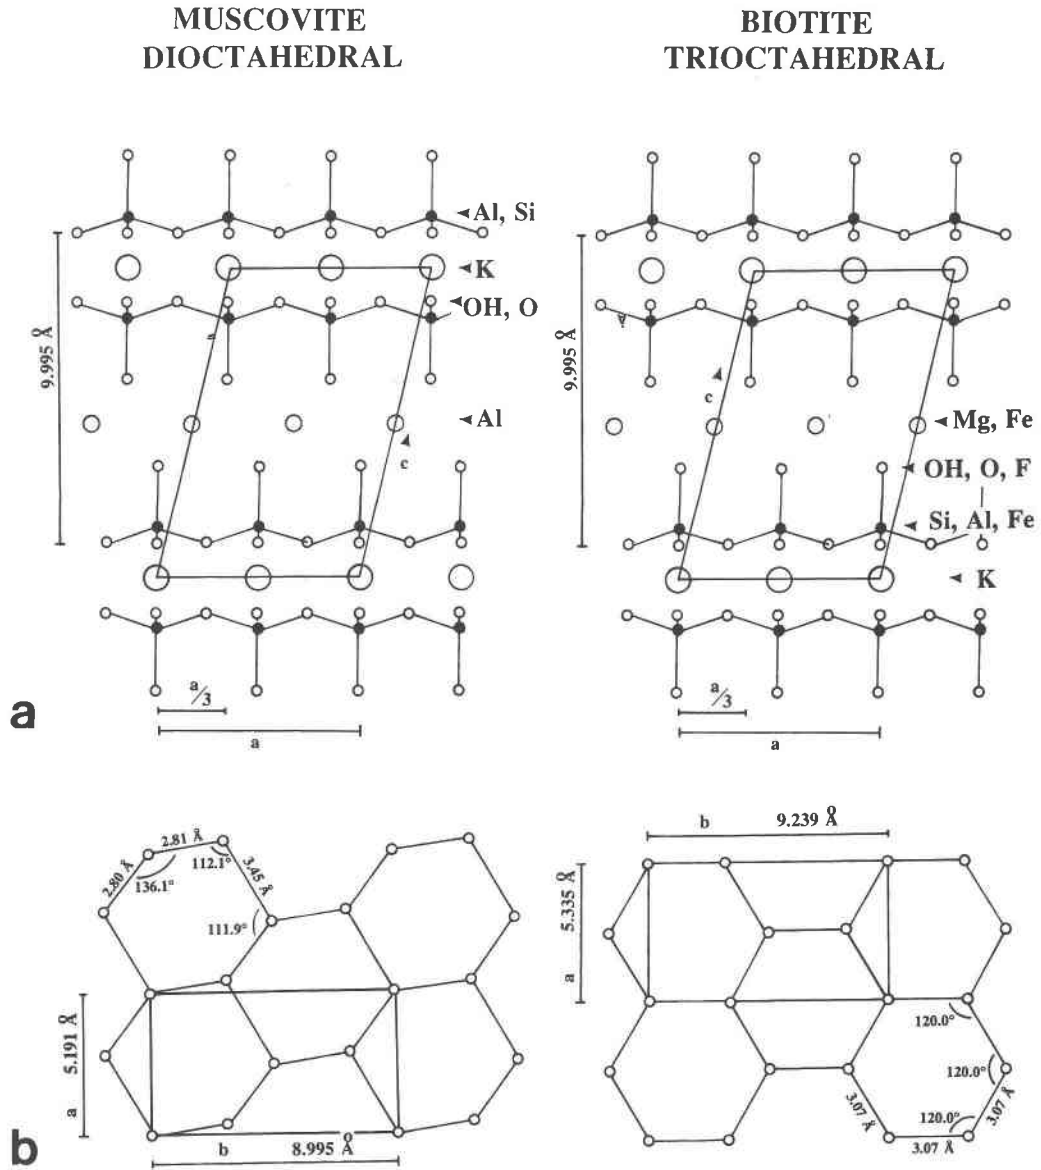 MUSCOVITE
DIOCTAHEDRAL
BIOTITE
TRIOCTAHEDRAL
Al, Si
K
OH, O
9.995 Å
Al
c
a/3
a
9.995 Å
c
Mg, Fe
OH, O, F
Si, Al, Fe
K
a/3
a
a
2.81 Å
2.80 Å
112.1°
136.1°
3.45 Å
111.9°
5.191 Å
a
b 8.995 Å
b 9.239 Å
5.335 Å
a
120.0°
120.0°
120.0°
3.07 Å
3.07 Å
3.07 Å
b